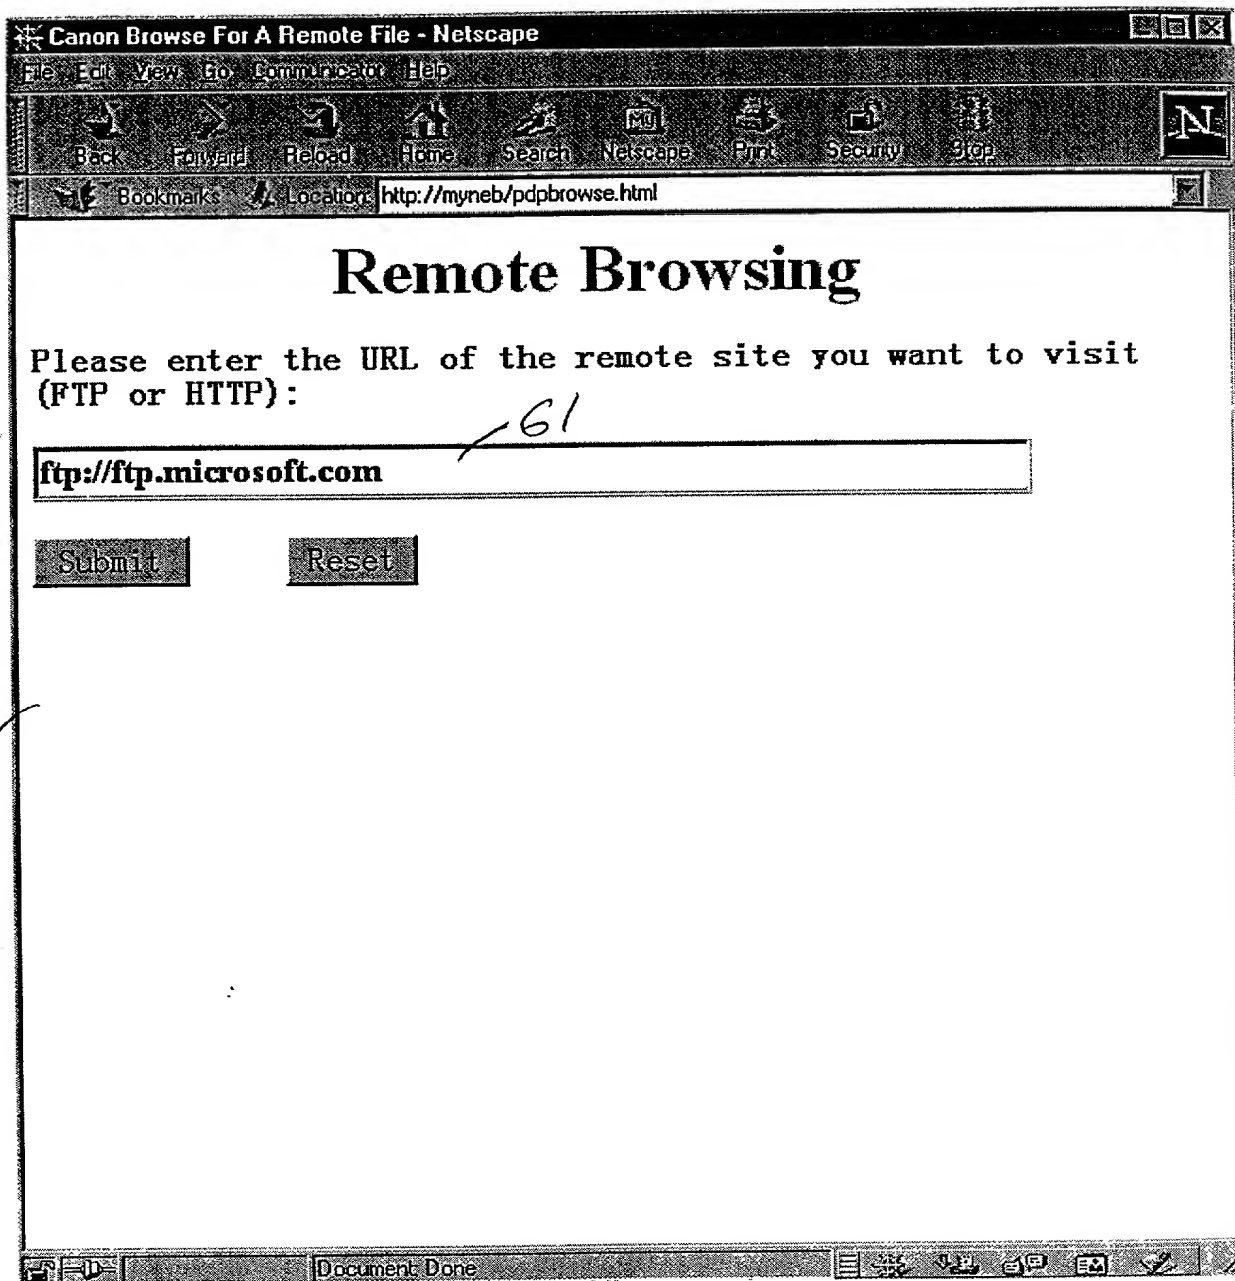 Canon Browse For A Remote File - Netscape
File Edit View Go Communicator Help
Back Forward Reload Home Search Netscape Print Security Stop
My
N
Bookmarks Location: http://myneb/pdpbrowse.html
Remote Browsing
Please enter the URL of the remote site you want to visit
(FTP or HTTP):
61
ftp://ftp.microsoft.com
Submit Reset
Document: Done